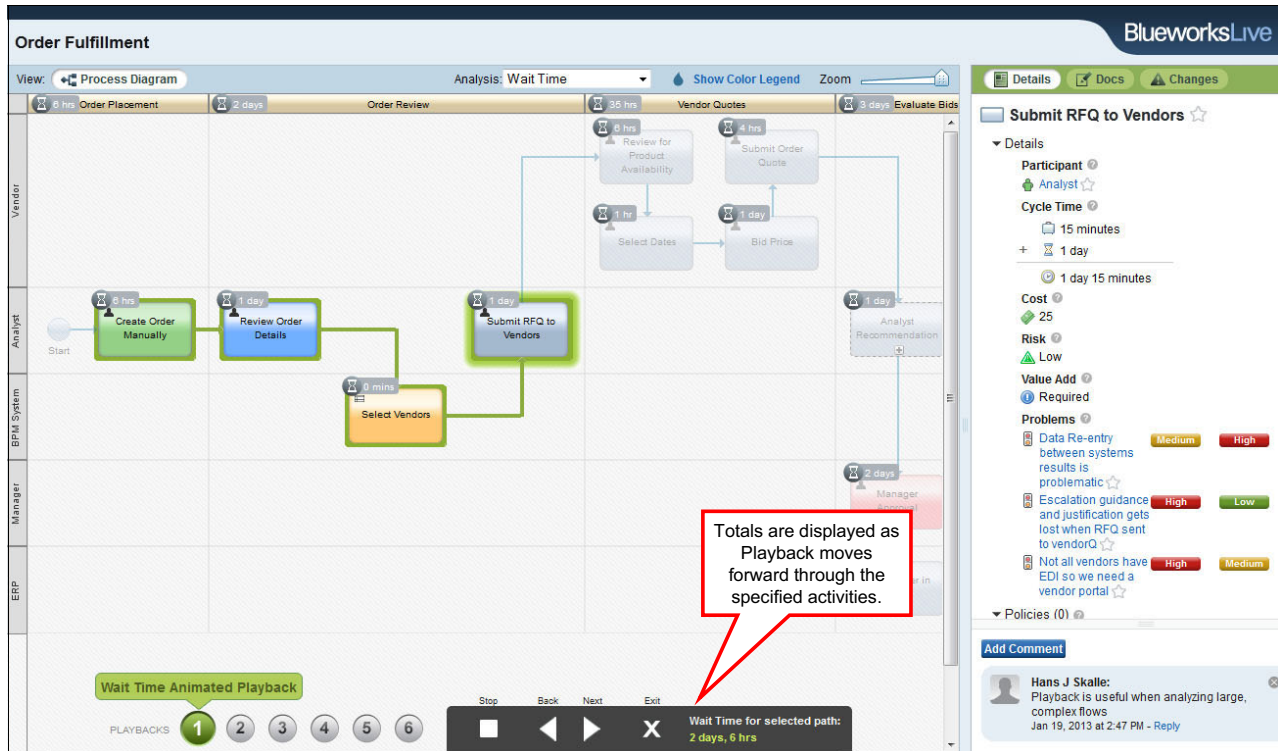 Order Fulfillment
BlueworksLive
View: Process Diagram
Analysis: Wait Time
Show Color Legend
Zoom
Details
Docs
Changes
6 hrs Order Placement
2 days
Order Review
35 hrs
Vendor Quotes
3 days Evaluate Bids
Vendor
6 hrs
Review for
Product
Availability
4 hrs
Submit Order
Quote
1 hr
Select Dates
1 day
Bid Price
Analyst
Start
6 hrs
Create Order
Manually
1 day
Review Order
Details
1 day
Submit RFQ to
Vendors
1 day
Analyst
Recommendation
BPM System
0 mins
Select Vendors
Manager
2 days
Manager
Approval
ERP
er in
Totals are displayed as
Playback moves
forward through the
specified activities.
Wait Time Animated Playback
PLAYBACKS 1 2 3 4 5 6
Stop
Back
Next
Exit
X
Wait Time for selected path:
2 days, 6 hrs
Submit RFQ to Vendors
Details
Participant
Analyst
Cycle Time
15 minutes
+ 1 day
1 day 15 minutes
Cost
25
Risk
Low
Value Add
Required
Problems
Data Re-entry
between systems
results is
problematic
Medium
High
Escalation guidance
and justification gets
lost when RFQ sent
to vendorQ
High
Low
Not all vendors have
EDI so we need a
vendor portal
High
Medium
Policies (0)
Add Comment
Hans J Skalle:
Playback is useful when analyzing large,
complex flows
Jan 19, 2013 at 2:47 PM - Reply